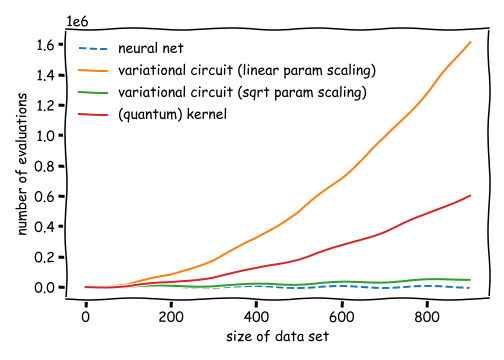 1e6
1.6
1.4
1.2
1.0
0.8
0.6
0.4
0.2
0.0
number of evaluations
neural net
variational circuit (linear param scaling)
variational circuit (sqrt param scaling)
(quantum) kernel
0 200 400 600 800
size of data set